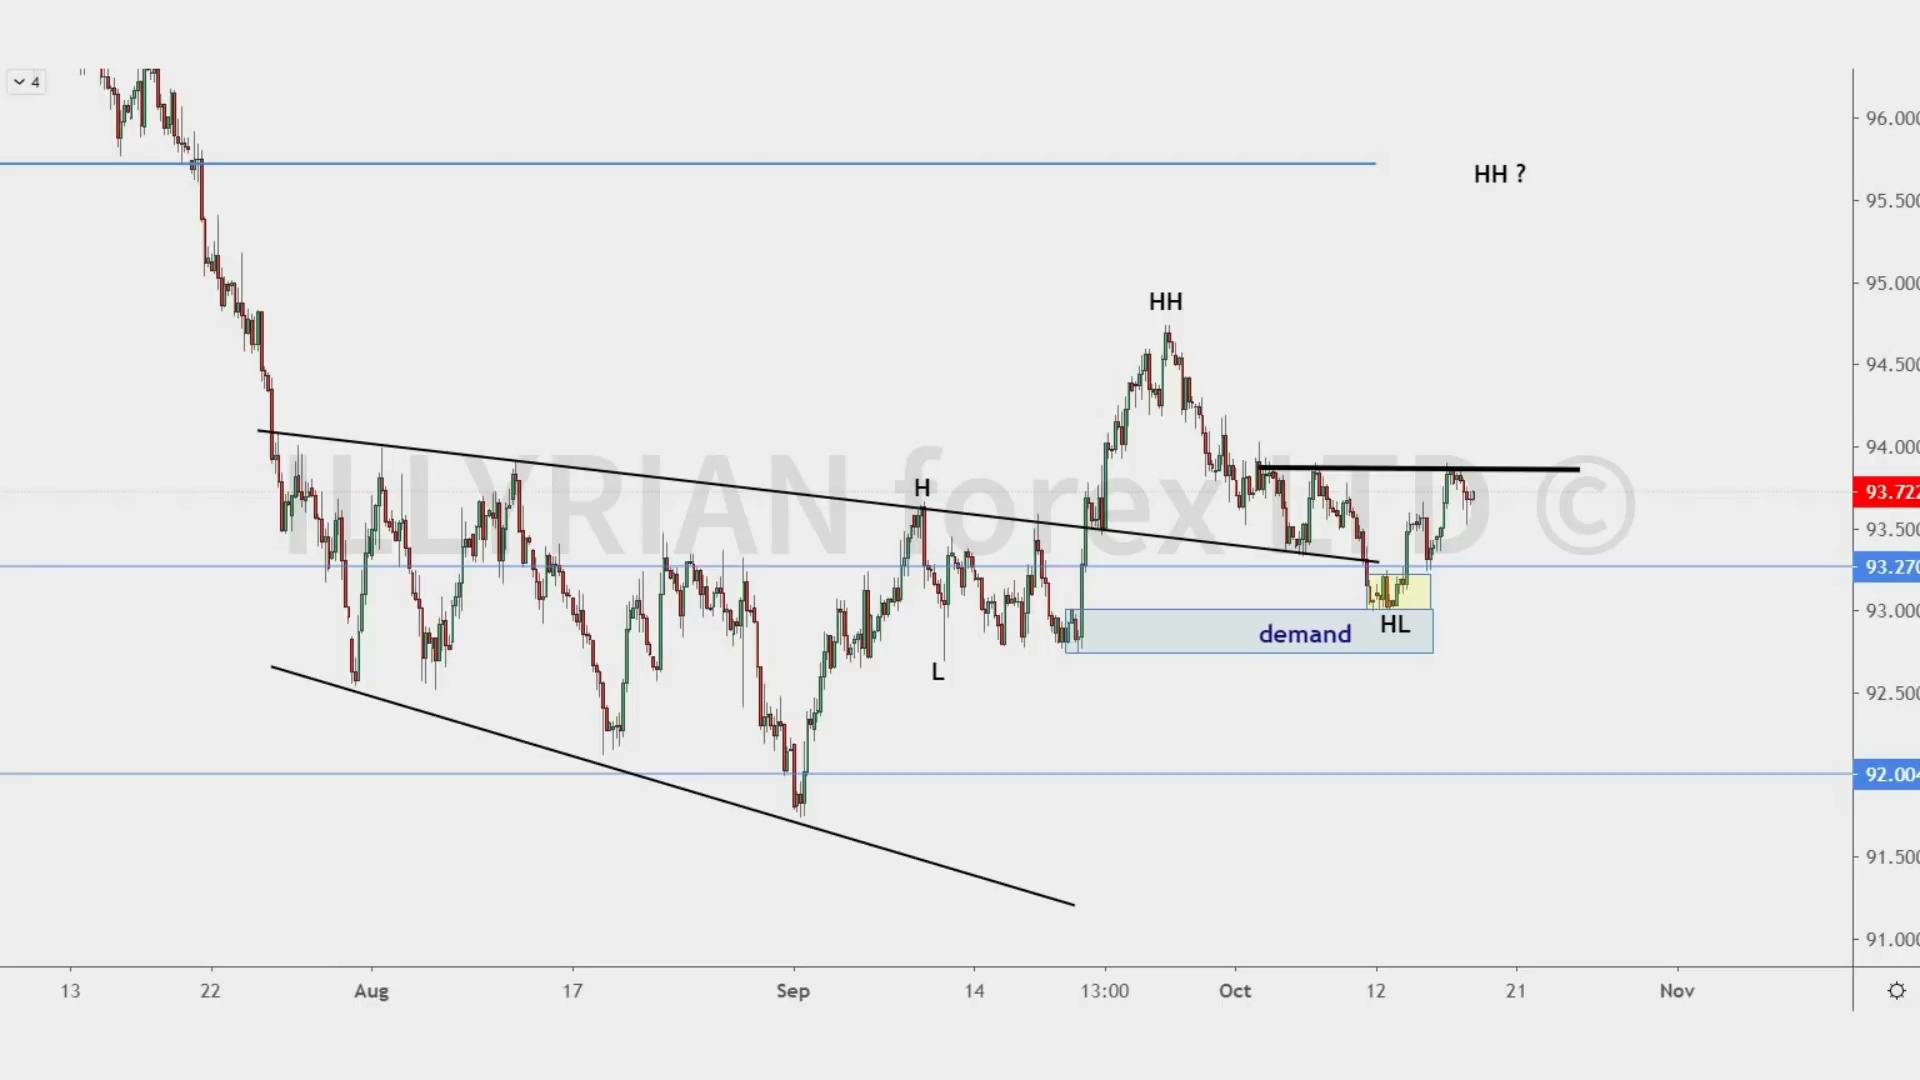 4
96.000
HH ?
95.500
95.000
HH
94.500
94.000
ILLYRIAN forex LTD ©
H
93.722
93.500
93.270
93.000
demand
HL
L
92.500
92.004
91.500
91.000
13 22 Aug 17 Sep 14 13:00 Oct 12 21 Nov